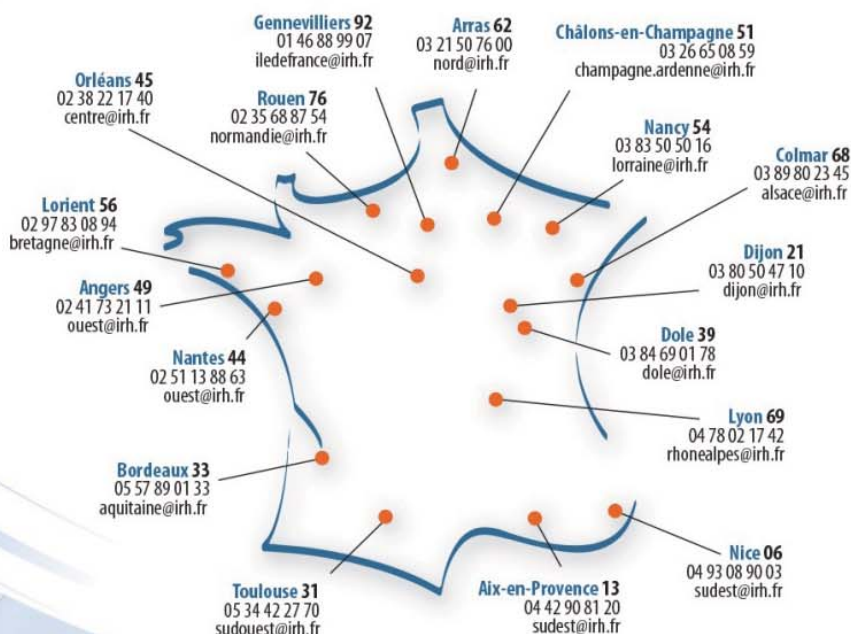 Gennevilliers 92
01 46 88 99 07
iledefrance@irh.fr
Arras 62
03 21 50 76 00
nord@irh.fr
Châlons-en-Champagne 51
03 26 65 08 59
champagne.ardenne@irh.fr
Orléans 45
02 38 22 17 40
centre@irh.fr
Rouen 76
02 35 68 87 54
normandie@irh.fr
Nancy 54
03 83 50 50 16
lorraine@irh.fr
Colmar 68
03 89 80 23 45
alsace@irh.fr
Lorient 56
02 97 83 08 94
bretagne@irh.fr
Dijon 21
03 80 50 47 10
dijon@irh.fr
Angers 49
02 41 73 21 11
ouest@irh.fr
Dole 39
03 84 69 01 78
dole@irh.fr
Nantes 44
02 51 13 88 63
ouest@irh.fr
Lyon 69
04 78 02 17 42
rhonealpes@irh.fr
Bordeaux 33
05 57 89 01 33
aquitaine@irh.fr
Nice 06
04 93 08 90 03
sudest@irh.fr
Toulouse 31
05 34 42 27 70
sudouest@irh.fr
Aix-en-Provence 13
04 42 90 81 20
sudest@irh.fr